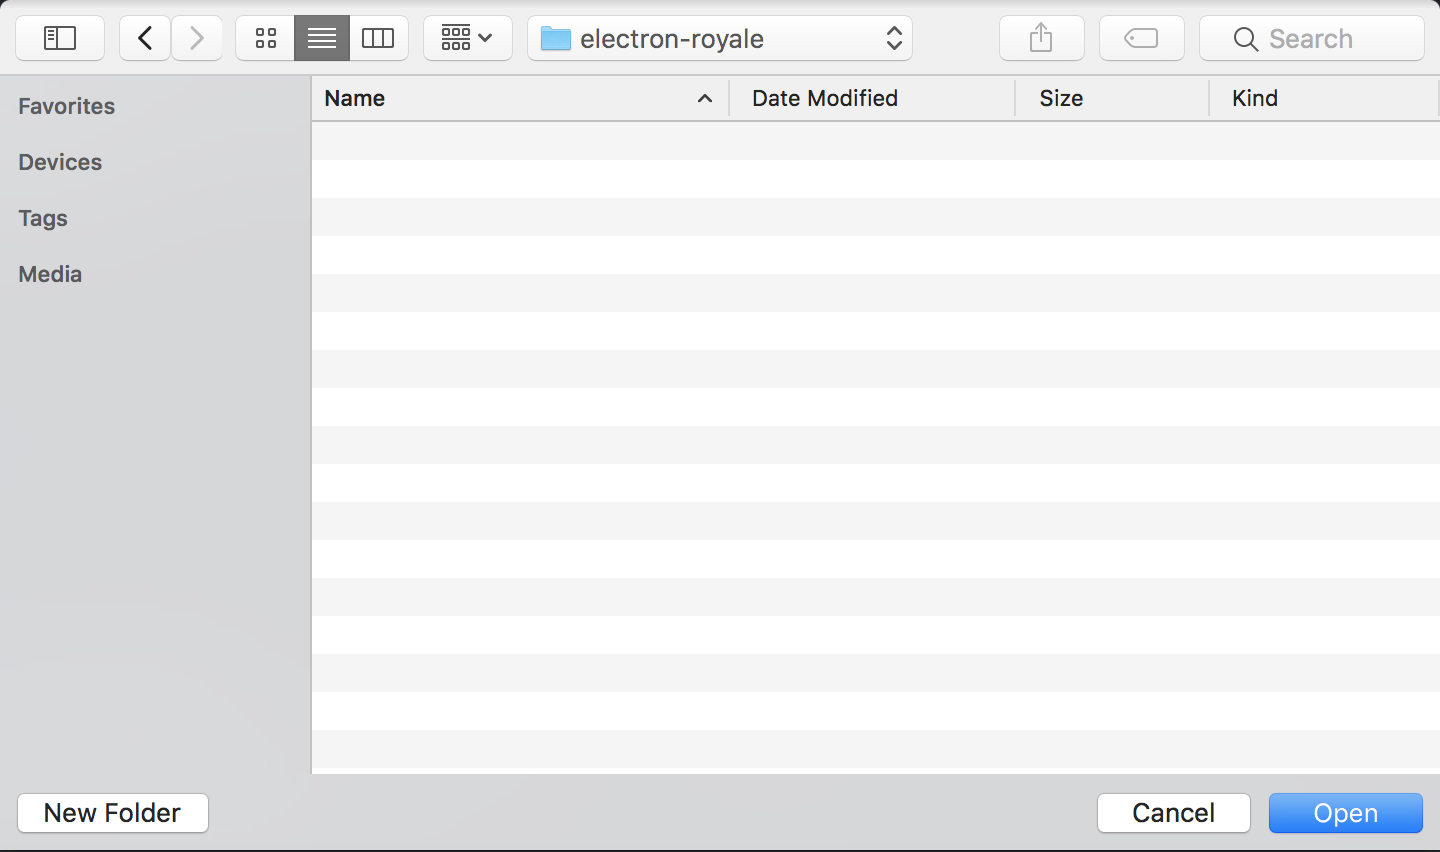 electron-royale
Search
Favorites
Devices
Tags
Media
Name
Date Modified
Size
Kind
New Folder
Cancel
Open